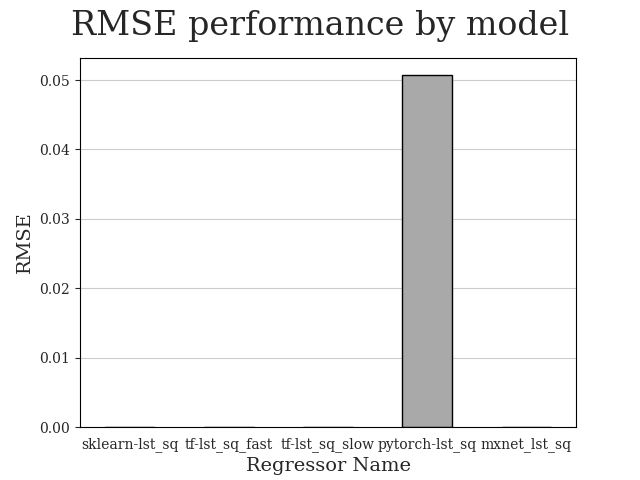 RMSE performance by model
RMSE
0.05
0.04
0.03
0.02
0.01
0.00
sklearn-lst_sq tf-lst_sq_fast tf-lst_sq_slow pytorch-lst_sq mxnet_lst_sq
Regressor Name